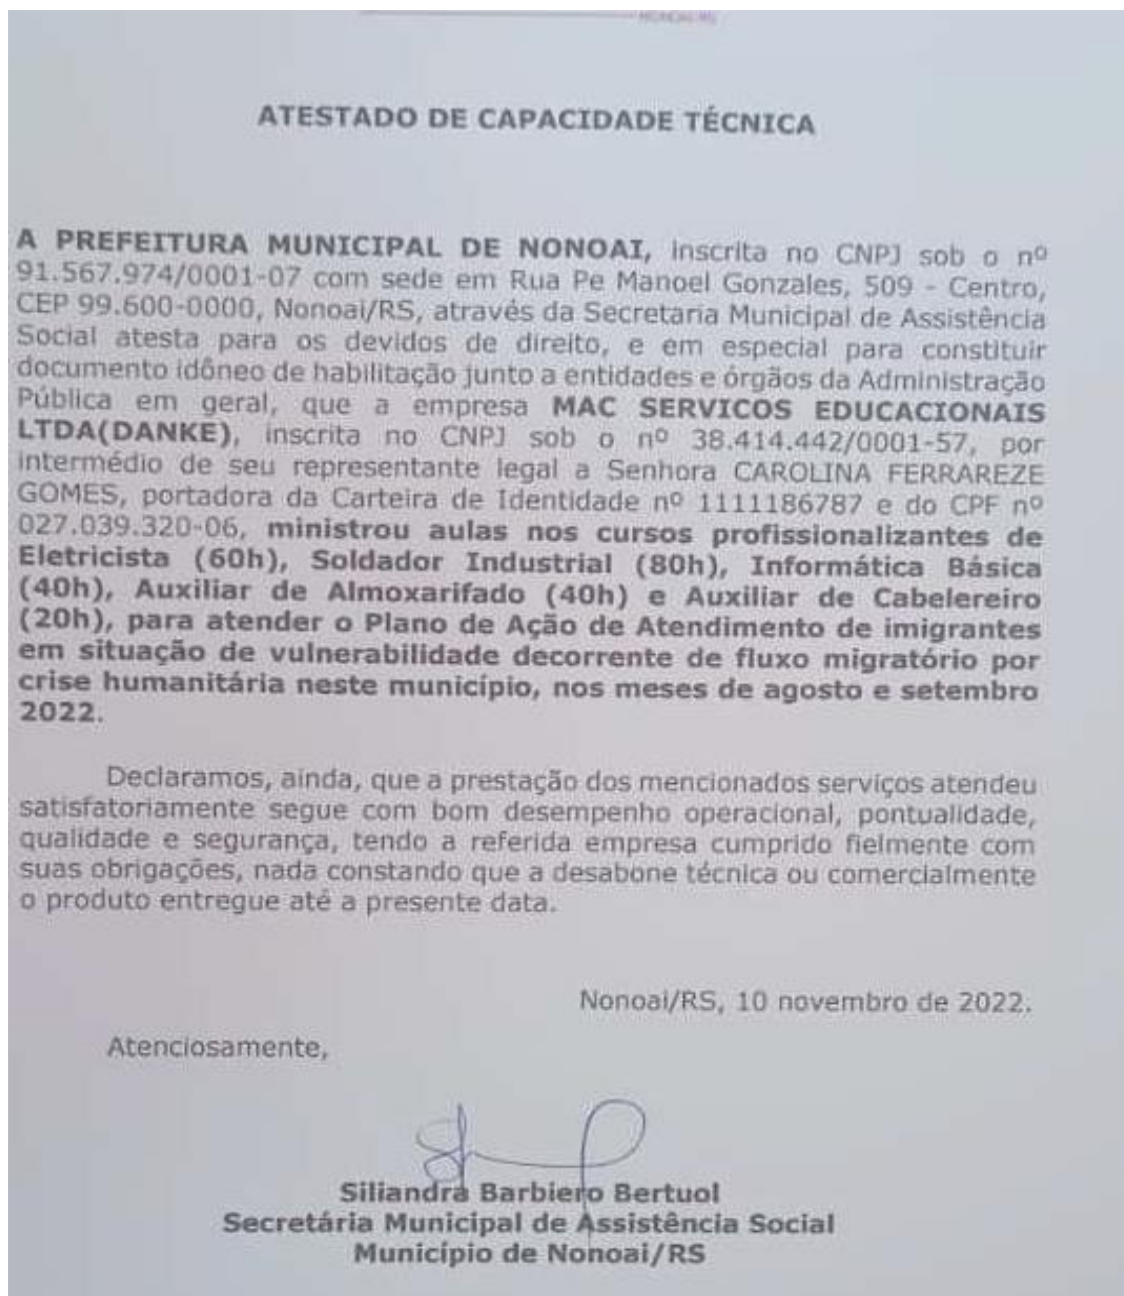 NONOAI/RS
ATESTADO DE CAPACIDADE TÉCNICA
A PREFEITURA MUNICIPAL DE NONOAI, inscrita no CNPJ sob o nº
91.567.974/0001-07 com sede em Rua Pe Manoel Gonzales, 509 - Centro,
CEP 99.600-0000, Nonoai/RS, através da Secretaria Municipal de Assistência
Social atesta para os devidos de direito, e em especial para constituir
documento idôneo de habilitação junto a entidades e órgãos da Administração
Pública em geral, que a empresa MAC SERVICOS EDUCACIONAIS
LTDA(DANKE), inscrita no CNPJ sob o nº 38.414.442/0001-57, por
intermédio de seu representante legal a Senhora CAROLINA FERRAREZE
GOMES, portadora da Carteira de Identidade nº 1111186787 e do CPF nº
027.039.320-06, ministrou aulas nos cursos profissionalizantes de
Eletricista (60h), Soldador Industrial (80h), Informática Básica
(40h), Auxiliar de Almoxarifado (40h) e Auxiliar de Cabelereiro
(20h), para atender o Plano de Ação de Atendimento de imigrantes
em situação de vulnerabilidade decorrente de fluxo migratório por
crise humanitária neste município, nos meses de agosto e setembro
2022.
Declaramos, ainda, que a prestação dos mencionados serviços atendeu
satisfatoriamente segue com bom desempenho operacional, pontualidade,
qualidade e segurança, tendo a referida empresa cumprido fielmente com
suas obrigações, nada constando que a desabone técnica ou comercialmente
o produto entregue até a presente data.
Nonoai/RS, 10 novembro de 2022.
Atenciosamente,
Siliandra Barbiero Bertuol
Secretária Municipal de Assistência Social
Município de Nonoai/RS